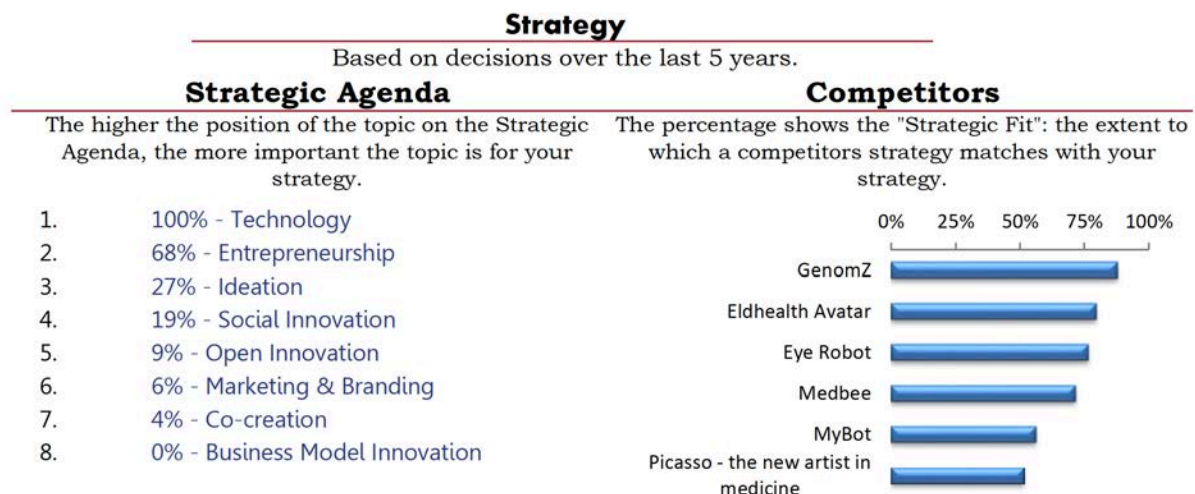 Strategy
Based on decisions over the last 5 years.
Strategic Agenda
The higher the position of the topic on the Strategic
Agenda, the more important the topic is for your
strategy.
1. 100% - Technology
2. 68% - Entrepreneurship
3. 27% - Ideation
4. 19% - Social Innovation
5. 9% - Open Innovation
6. 6% - Marketing & Branding
7. 4% - Co-creation
8. 0% - Business Model Innovation
Competitors
The percentage shows the "Strategic Fit": the extent to
which a competitors strategy matches with your
strategy.
0% 25% 50% 75% 100%
GenomZ
Eldhealth Avatar
Eye Robot
Medbee
MyBot
Picasso - the new artist in
medicine